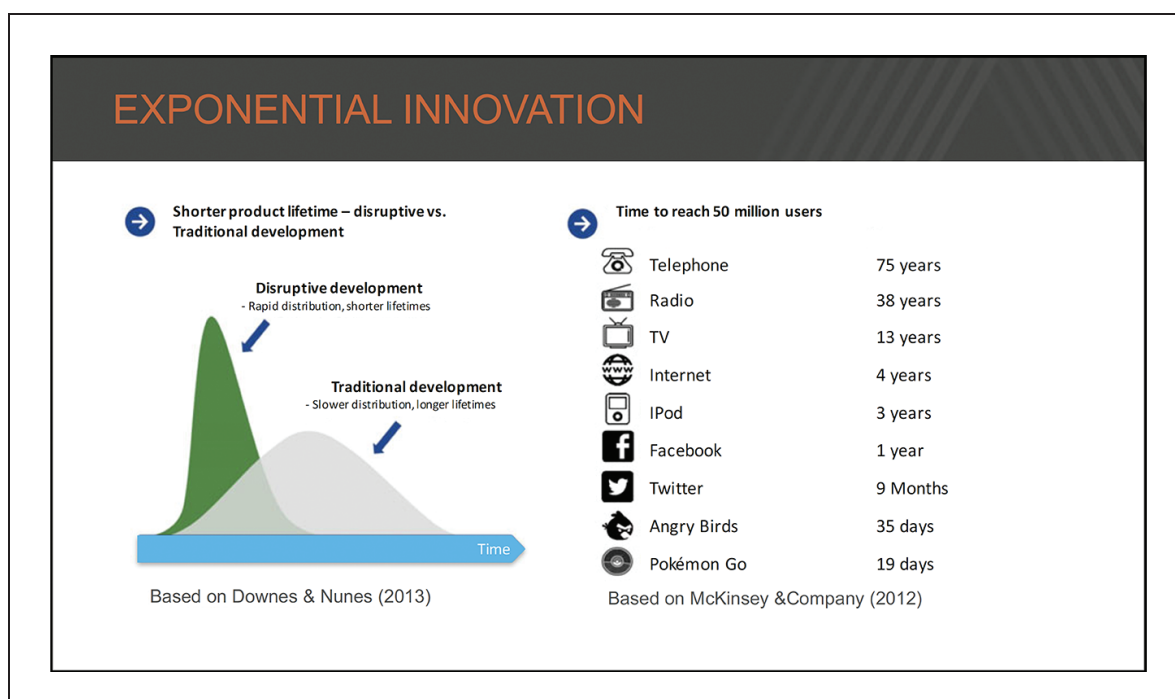 EXPONENTIAL INNOVATION
Shorter product lifetime – disruptive vs.
Traditional development
Disruptive development
- Rapid distribution, shorter lifetimes
Traditional development
- Slower distribution, longer lifetimes
Time
Based on Downes & Nunes (2013)
Time to reach 50 million users
Telephone 75 years
Radio 38 years
TV 13 years
www
Internet 4 years
IPod 3 years
Facebook 1 year
Twitter 9 Months
Angry Birds 35 days
Pokémon Go 19 days
Based on McKinsey &Company (2012)